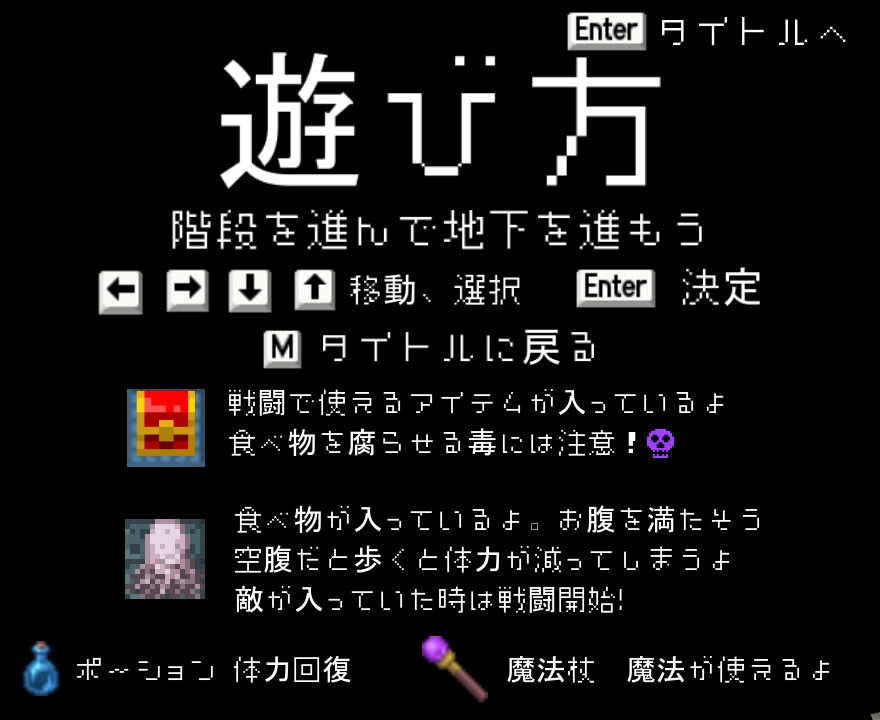 Enter タイトルへ
遊び方
階段を進んで地下を進もう
← → ↓ ↑ 移動、選択 Enter 決定
M タイトルに戻る
戦闘で使えるアイテムが入っているよ
食べ物を腐らせる毒には注意！
食べ物が入っているよ。お腹を満たそう
空腹だと歩くと体力が減ってしまうよ
敵が入っていた時は戦闘開始!
ポーション 体力回復 魔法杖 魔法が使えるよ